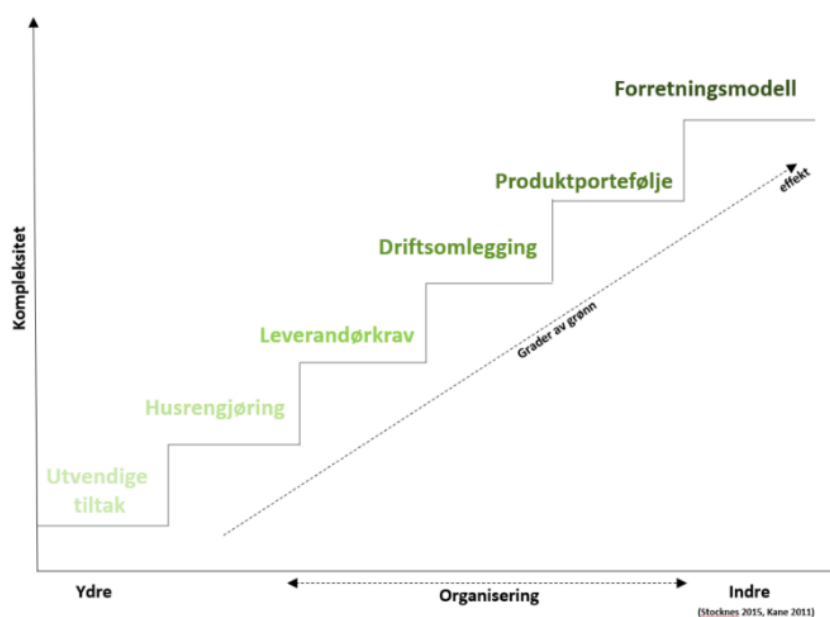 Forretningsmodell
Produktportefølje
effekt
Driftsomlegging
Kompleksitet
Grader av grønn
Leverandørkrav
Husrengjøring
Utvendige
tiltak
Ydre
Organisering
Indre
(Stocknes 2015, Kane 2011)